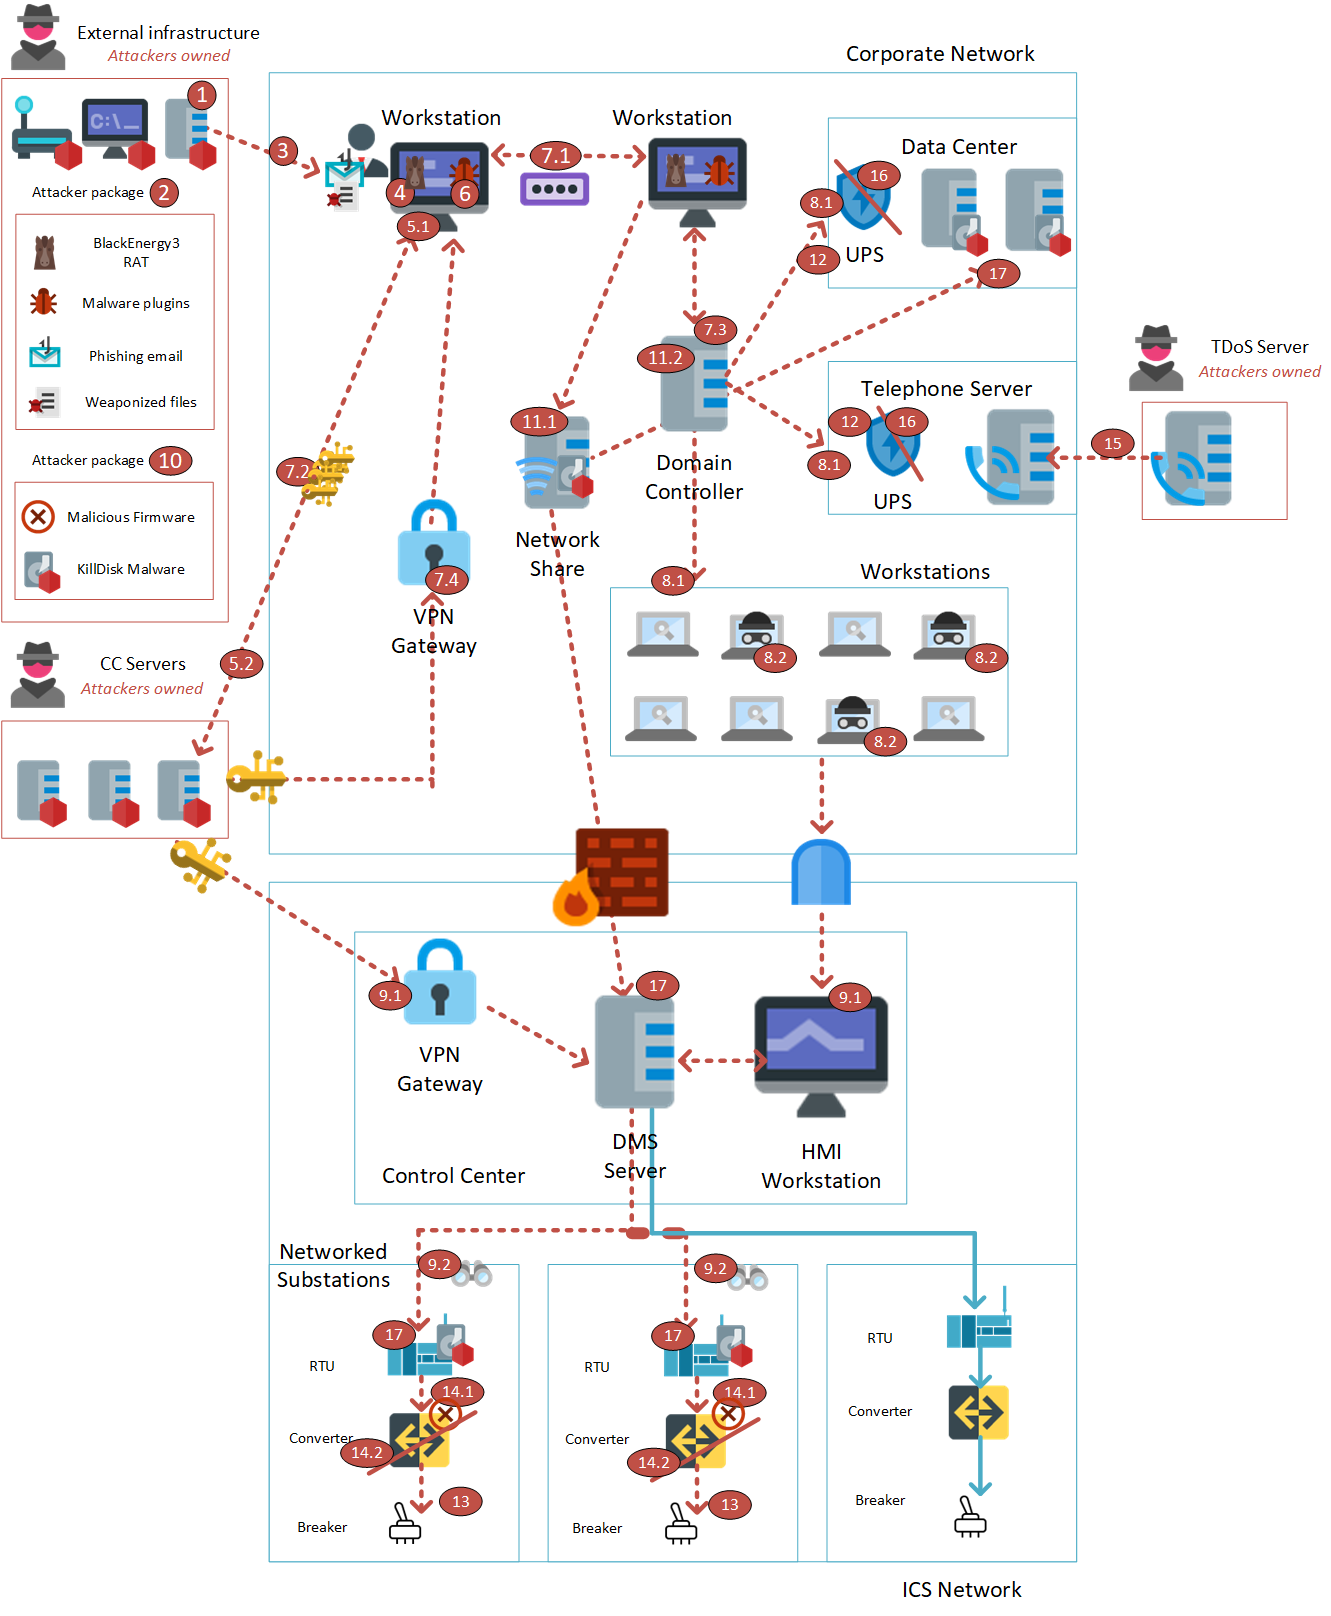 External infrastructure
Attackers owned
1
C:\_
Attacker package 2
BlackEnergy3
RAT
Malware plugins
Phishing email
Weaponized files
Attacker package 10
Malicious Firmware
KillDisk Malware
CC Servers
Attackers owned
Corporate Network
3
Workstation
4
6
5.1
7.1
Workstation
Data Center
16
8.1
UPS
12
17
7.3
11.2
Domain
Controller
11.1
Network
Share
Telephone Server
12
16
8.1
UPS
15
TDoS Server
Attackers owned
7.2
5.2
7.4
VPN
Gateway
8.1
Workstations
8.2
8.2
8.2
9.1
VPN
Gateway
17
DMS
Server
9.1
HMI
Workstation
Control Center
Networked
Substations
9.2
17
RTU
14.1
Converter
14.2
13
Breaker
9.2
17
RTU
14.1
Converter
14.2
13
Breaker
RTU
Converter
Breaker
ICS Network